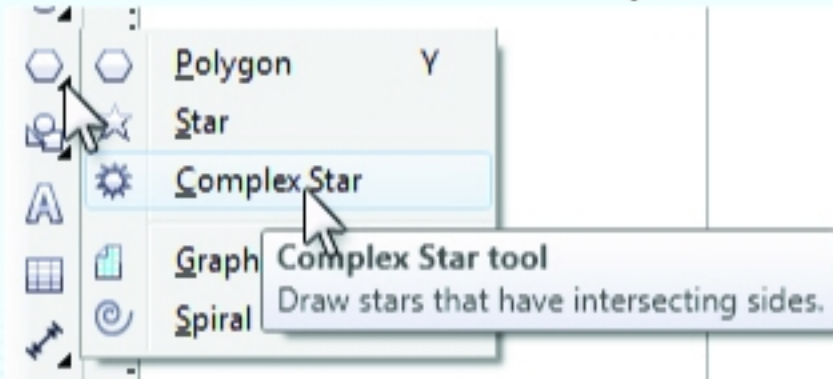 Polygon Y
Star
Complex Star
Graph
Complex Star tool
Draw stars that have intersecting sides.
Spiral